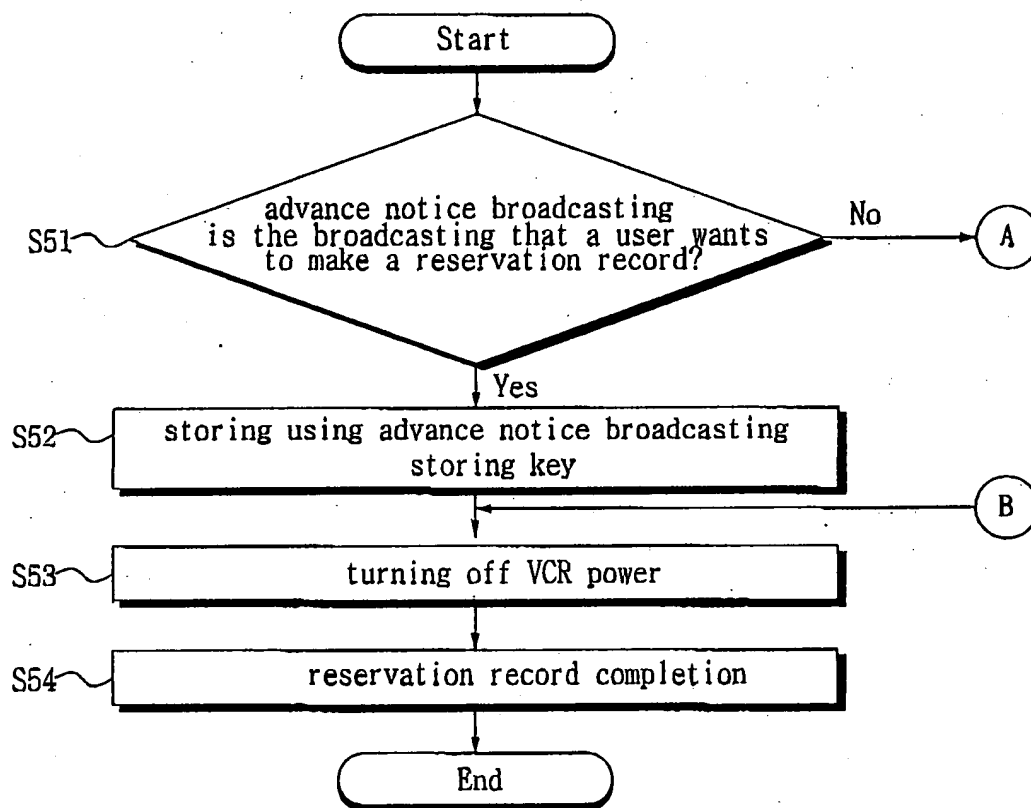 Start
advance notice broadcasting
is the broadcasting that a user wants
to make a reservation record?
S51
No
A
Yes
S52
storing using advance notice broadcasting
storing key
B
S53
turning off VCR power
S54
reservation record completion
End